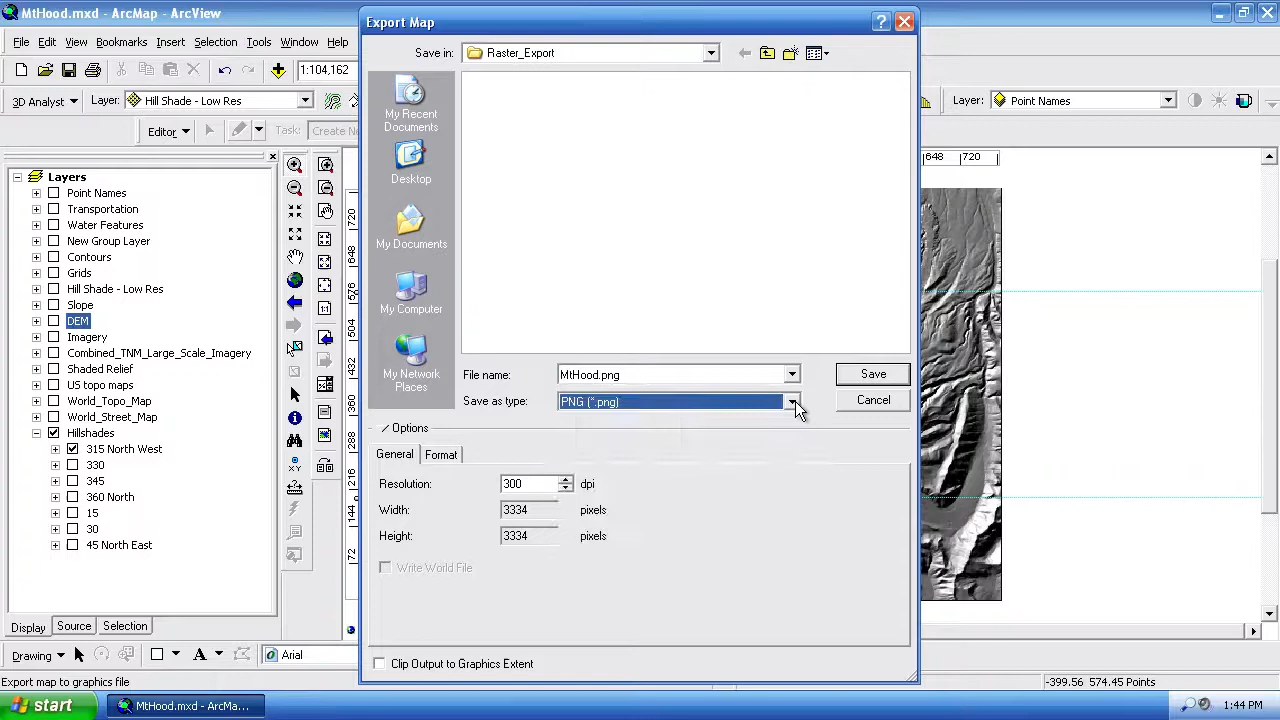 MtHood.mxd - ArcMap - ArcView
Export Map
File Edit View Bookmarks Insert Tools Window Help
Save in: Raster_Export
1:104,162
3D Analyst Layer: Hill Shade - Low Res
Layer: Point Names
Editor Task: Create New
My Recent Documents
Desktop
My Documents
My Computer
My Network Places
648 720
Layers
Point Names
Transportation
Water Features
New Group Layer
Contours
Grids
Hill Shade - Low Res
Slope
DEM
Imagery
Combined_TNM_Large_Scale_Imagery
Shaded Relief
US topo maps
World_Topo_Map
World_Street_Map
Hillshades
315 North West
330
345
360 North
15
30
45 North East
720
648
576
504
72
File name: MtHood.png
Save
Save as type: PNG (*.png)
Cancel
Options
General Format
Resolution: 300 dpi
Width: 3334 pixels
Height: 3334 pixels
Write World File
Clip Output to Graphics Extent
Display Source Selection
Drawing A Arial
Export map to graphics file
-399.56 574.45 Points
start
MtHood.mxd - ArcMa...
1:44 PM